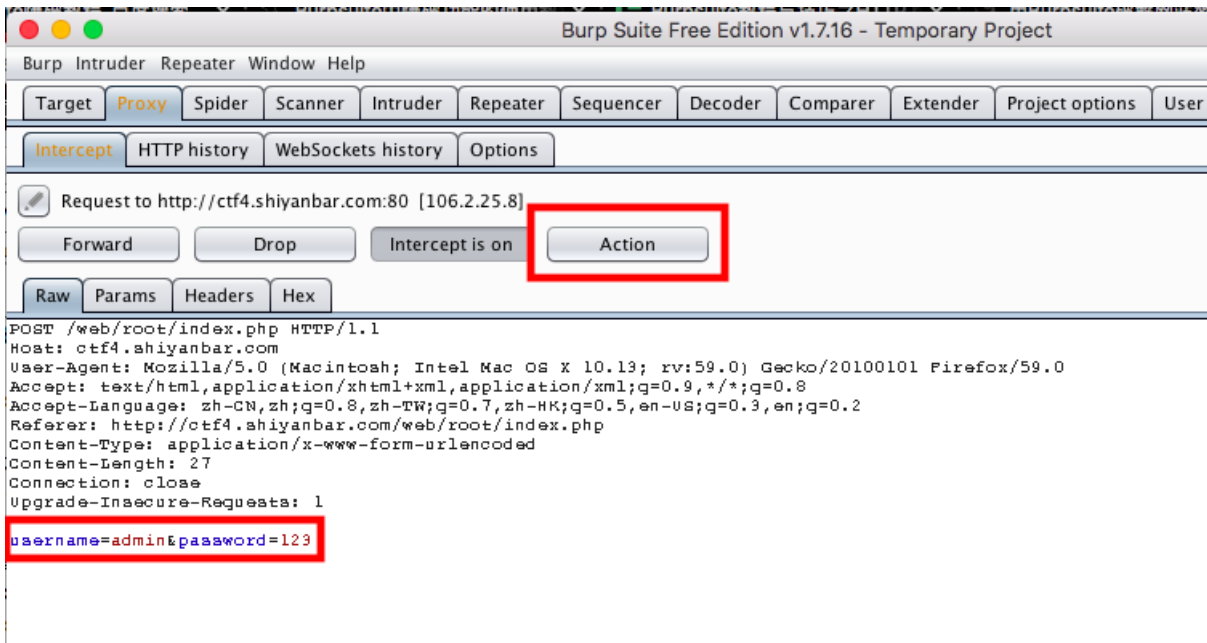 Burp Suite Free Edition v1.7.16 - Temporary Project
Burp Intruder Repeater Window Help
Target Proxy Spider Scanner Intruder Repeater Sequencer Decoder Comparer Extender Project options User
Intercept HTTP history WebSockets history Options
Request to http://ctf4.shiyanbar.com:80 [106.2.25.8]
Forward Drop Intercept is on Action
Raw Params Headers Hex
POST /web/root/index.php HTTP/1.1
Host: ctf4.shiyanbar.com
User-Agent: Mozilla/5.0 (Macintosh; Intel Mac OS X 10.13; rv:59.0) Gecko/20100101 Firefox/59.0
Accept: text/html,application/xhtml+xml,application/xml;q=0.9,*/*;q=0.8
Accept-Language: zh-CN,zh;q=0.8,zh-TW;q=0.7,zh-HK;q=0.5,en-US;q=0.3,en;q=0.2
Referer: http://ctf4.shiyanbar.com/web/root/index.php
Content-Type: application/x-www-form-urlencoded
Content-Length: 27
Connection: close
Upgrade-Insecure-Requests: 1
username=admin&password=123